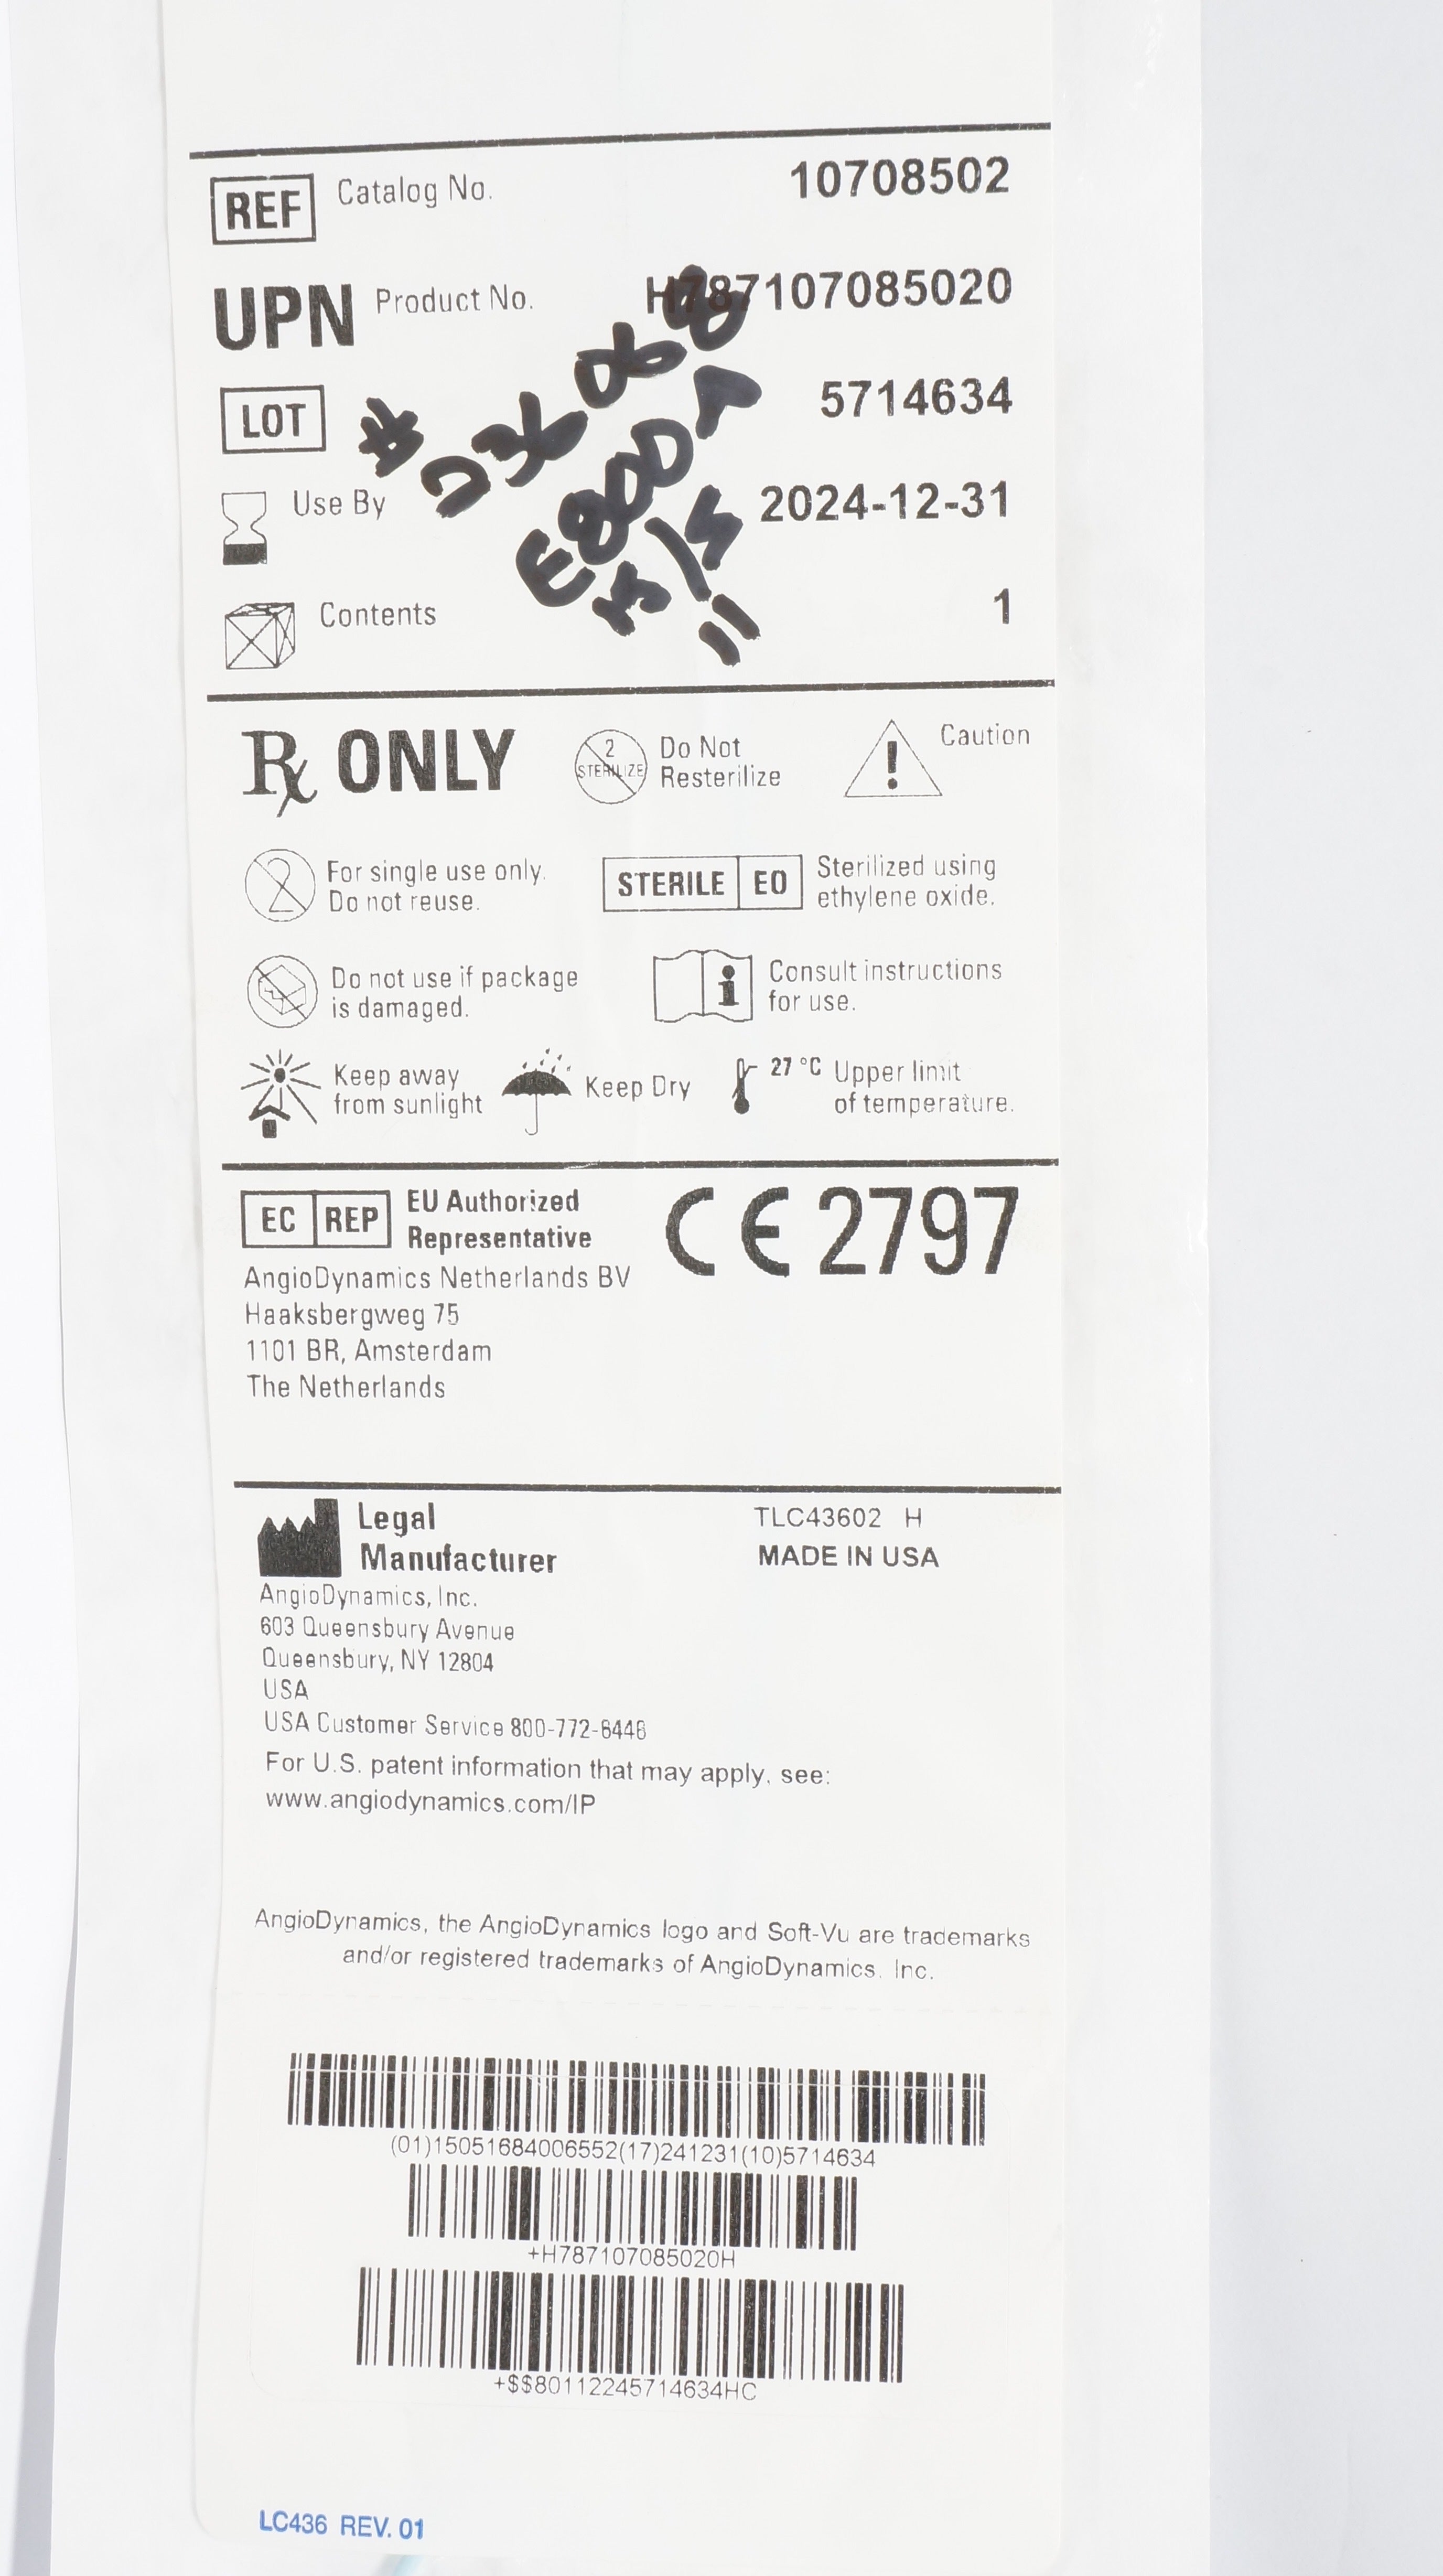 REF Catalog No. 10708502
UPN Product No. H787107085020
LOT 5714634
Use By 2024-12-31
Contents 1
Rx ONLY
2
STERILIZE
Do Not
Resterilize
! Caution
2 For single use only.
Do not reuse.
STERILE EO Sterilized using
ethylene oxide.
Do not use if package
is damaged.
i Consult instructions
for use.
Keep away
from sunlight
Keep Dry
27 °C Upper limit
of temperature.
EC REP EU Authorized
Representative
CE 2797
AngioDynamics Netherlands BV
Haaksbergweg 75
1101 BR, Amsterdam
The Netherlands
Legal
Manufacturer
TLC43602 H
MADE IN USA
AngioDynamics, Inc.
603 Queensbury Avenue
Queensbury, NY 12804
USA
USA Customer Service 800-772-6446
For U.S. patent information that may apply, see:
www.angiodynamics.com/IP
AngioDynamics, the AngioDynamics logo and Soft-Vu are trademarks
and/or registered trademarks of AngioDynamics, Inc.
(01)15051684006552(17)241231(10)5714634
+H787107085020H
+$$80112245714634HC
LC436 REV. 01